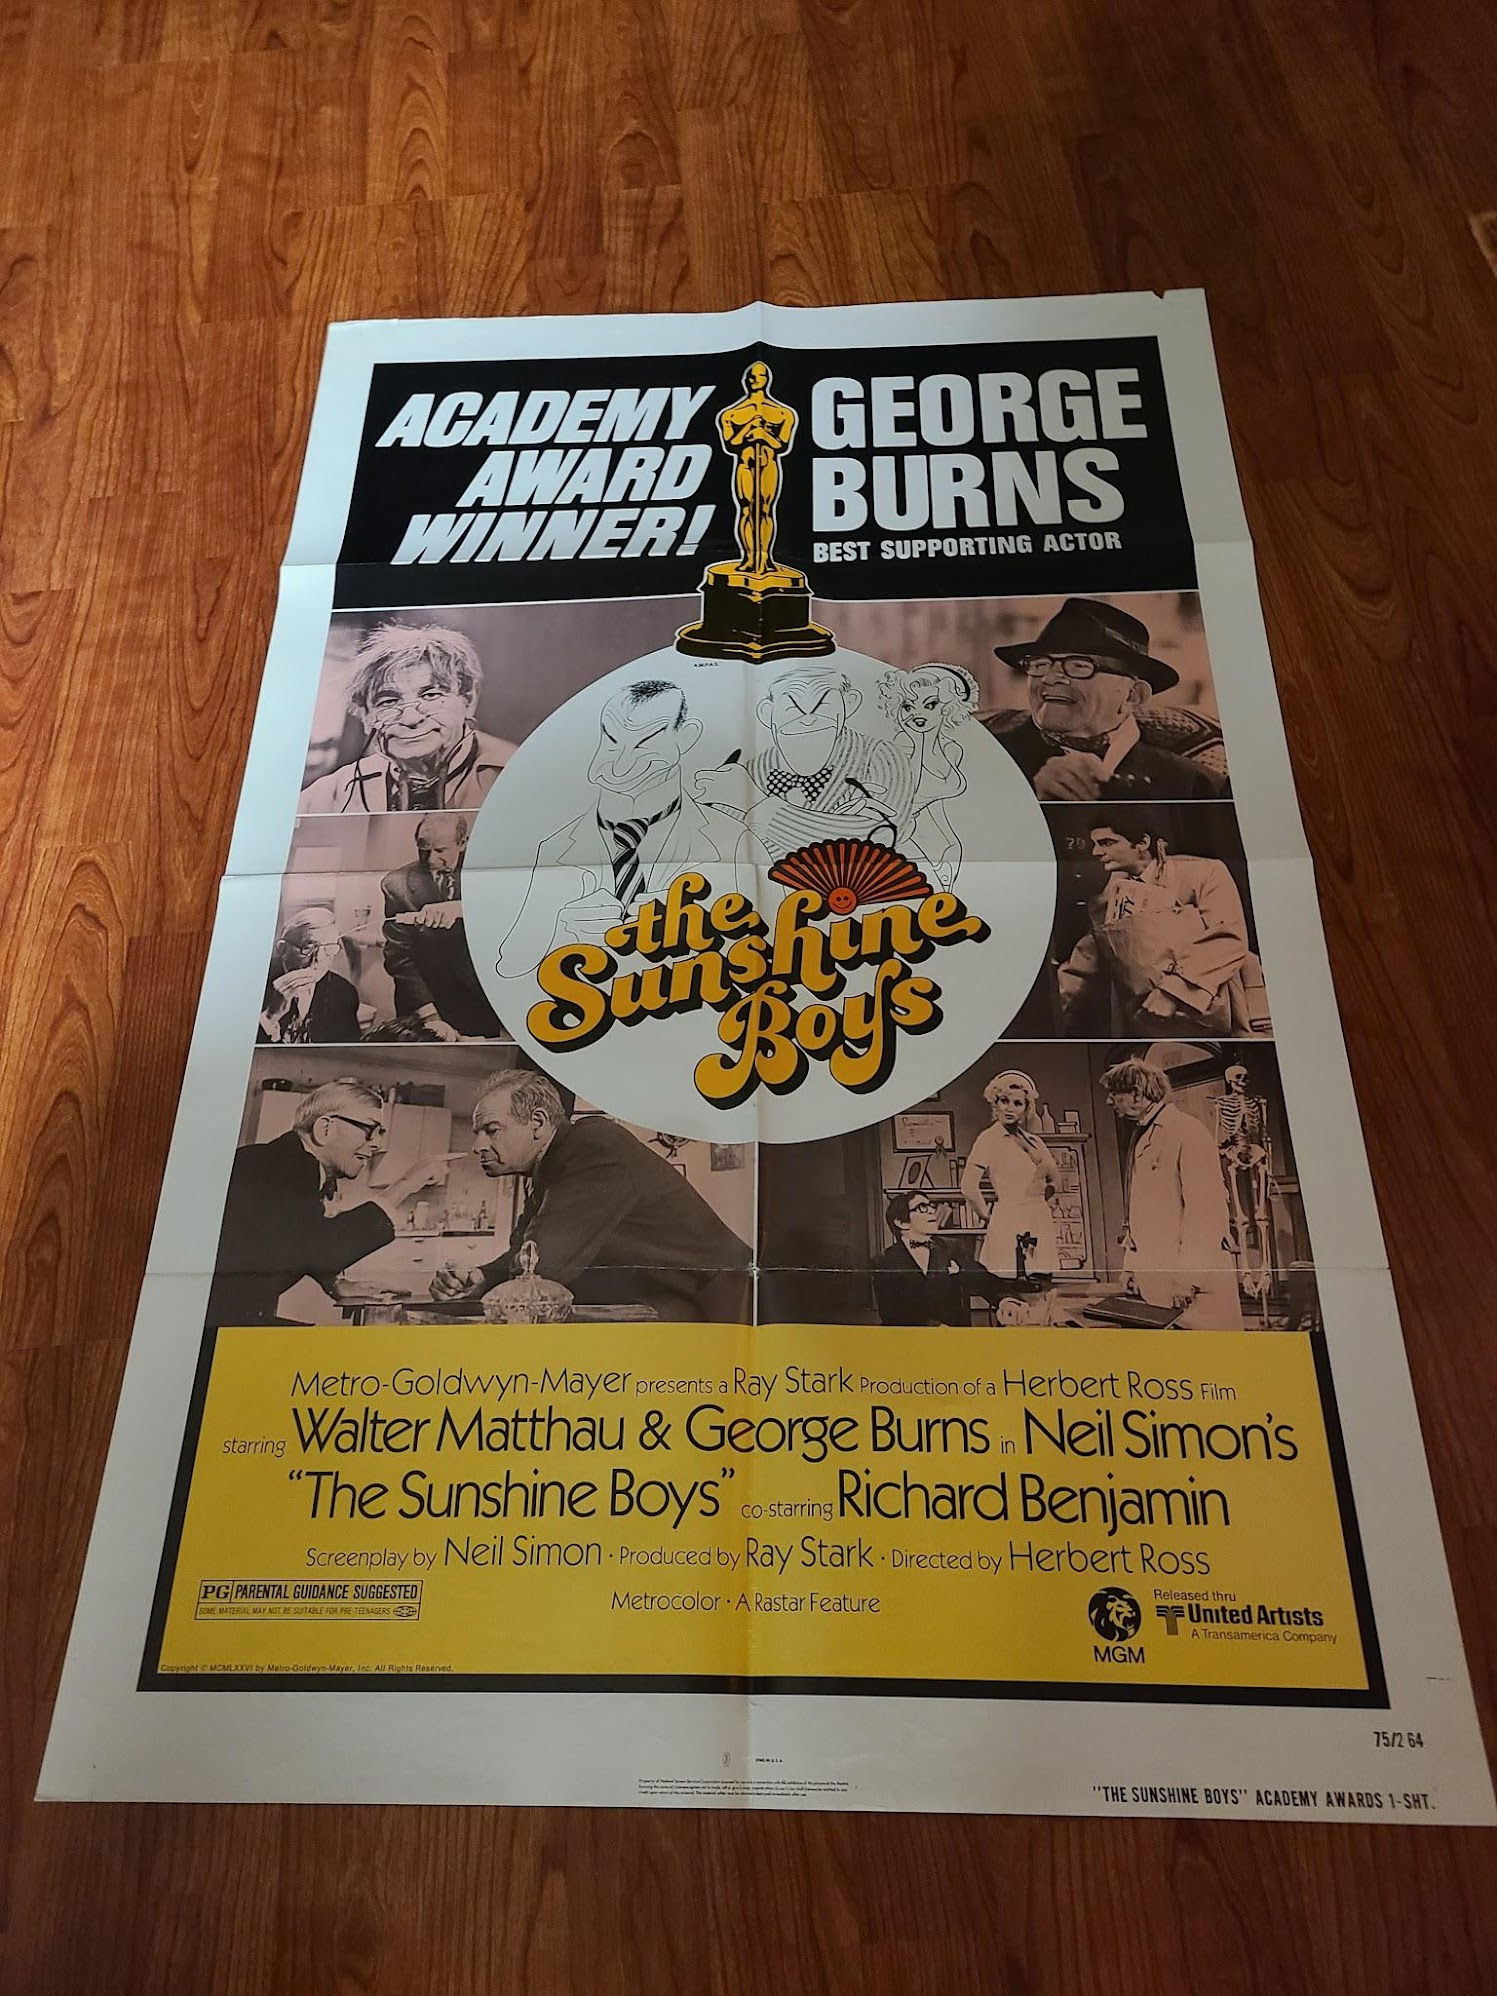 ACADEMY
AWARD
WINNER!
GEORGE
BURNS
BEST SUPPORTING ACTOR
A.M.P.A.S.
the
Sunshine
Boys
Metro-Goldwyn-Mayer presents a Ray Stark Production of a Herbert Ross Film
starring Walter Matthau & George Burns in Neil Simon's
"The Sunshine Boys" co-starring Richard Benjamin
Screenplay by Neil Simon · Produced by Ray Stark · Directed by Herbert Ross
PG PARENTAL GUIDANCE SUGGESTED
SOME MATERIAL MAY NOT BE SUITABLE FOR PRE-TEENAGERS
Metrocolor · A Rastar Feature
MGM
Released thru
United Artists
A Transamerica Company
Copyright © MCMLXXVI by Metro-Goldwyn-Mayer, Inc. All Rights Reserved.
75/264
"THE SUNSHINE BOYS" ACADEMY AWARDS 1-SHT.